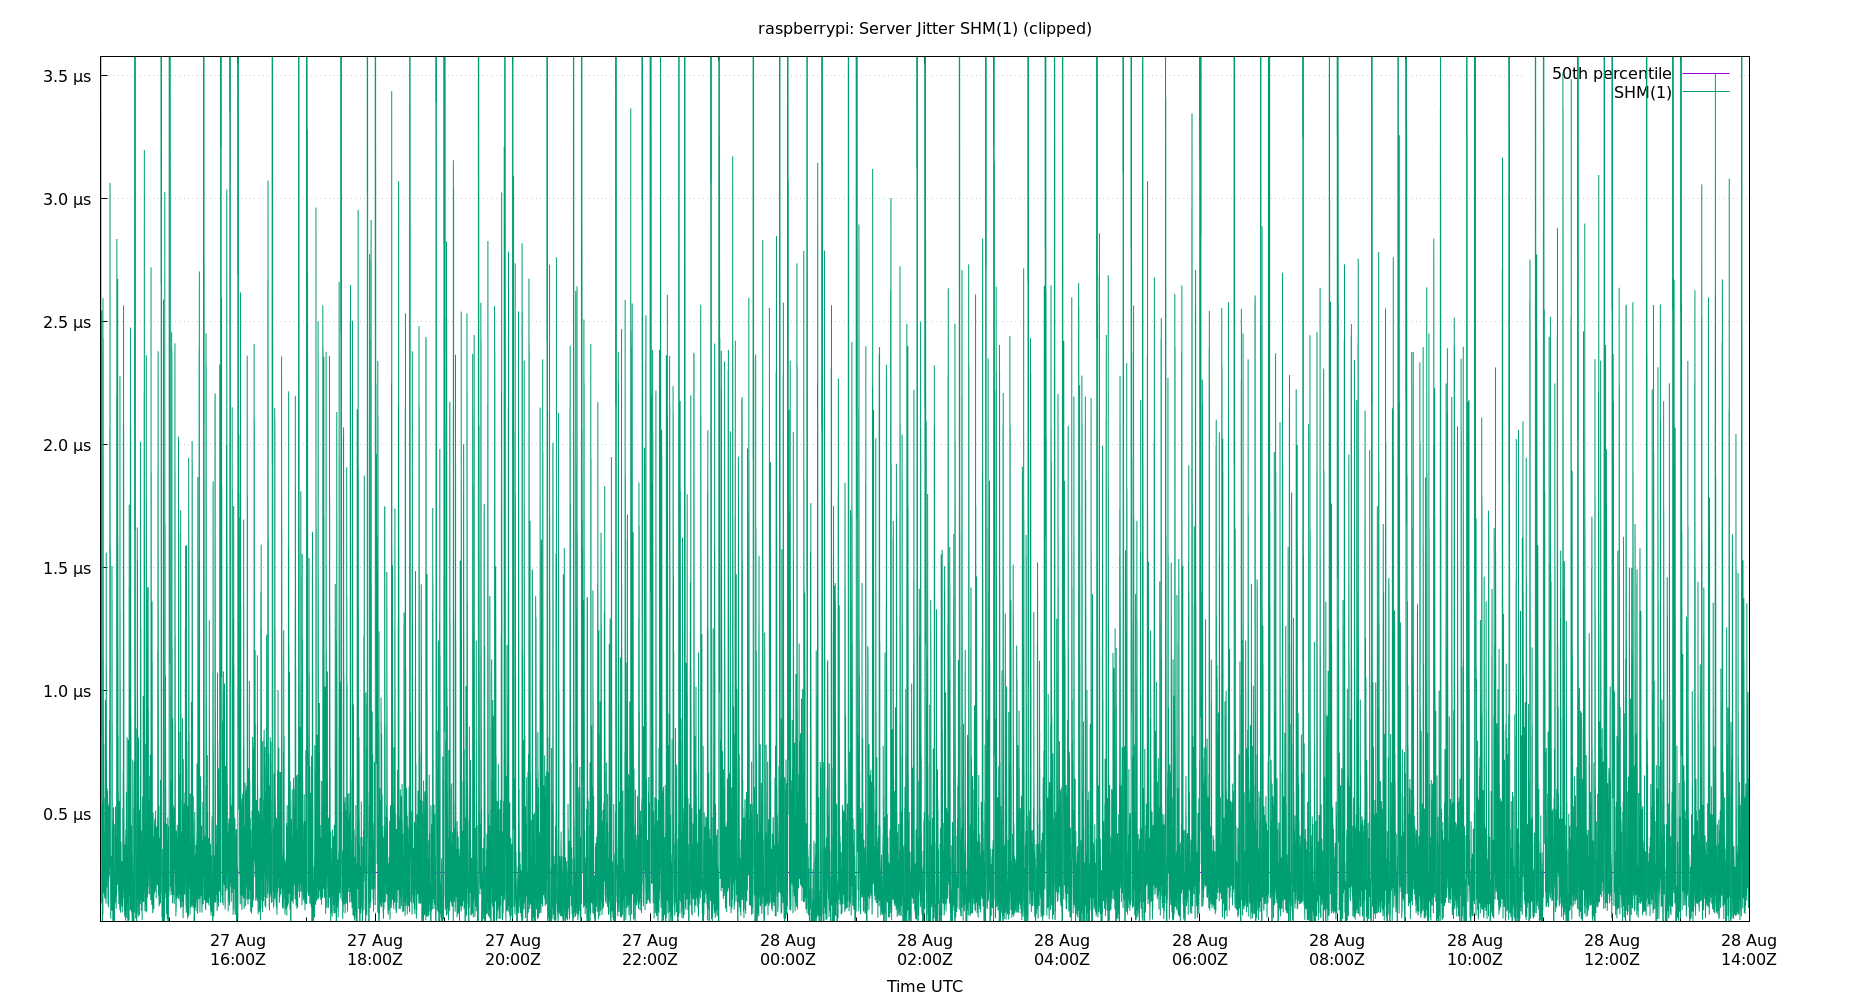 raspberrypi: Server Jitter SHM(1) (clipped)
3.5 µs
50th percentile
SHM(1)
3.0 µs
2.5 µs
2.0 µs
1.5 µs
1.0 µs
0.5 µs
27 Aug 27 Aug 27 Aug 27 Aug 28 Aug 28 Aug 28 Aug 28 Aug 28 Aug 28 Aug 28 Aug 28 Aug
16:00Z 18:00Z 20:00Z 22:00Z 00:00Z 02:00Z 04:00Z 06:00Z 08:00Z 10:00Z 12:00Z 14:00Z
Time UTC